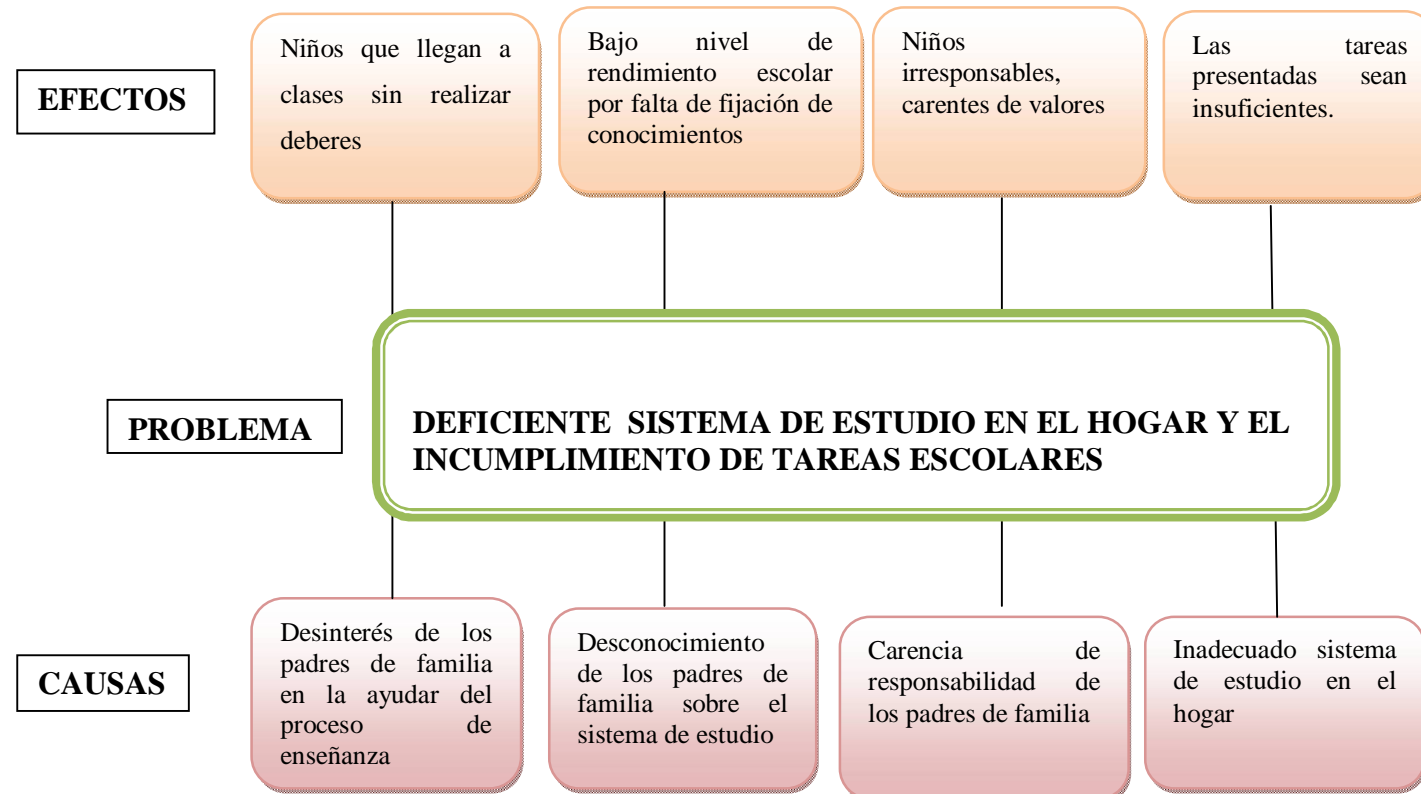 EFECTOS
Niños que llegan a
clases sin realizar
deberes
Bajo nivel de
rendimiento escolar
por falta de fijación de
conocimientos
Niños
irresponsables,
carentes de valores
Las tareas
presentadas sean
insuficientes.
PROBLEMA
DEFICIENTE SISTEMA DE ESTUDIO EN EL HOGAR Y EL
INCUMPLIMIENTO DE TAREAS ESCOLARES
CAUSAS
Desinterés de los
padres de familia
en la ayudar del
proceso de
enseñanza
Desconocimiento
de los padres de
familia sobre el
sistema de estudio
Carencia de
responsabilidad de
los padres de familia
Inadecuado sistema
de estudio en el
hogar